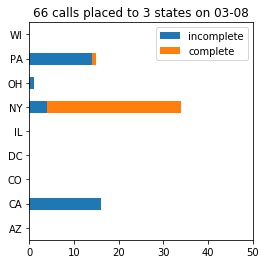 66 calls placed to 3 states on 03-08
incomplete
complete
WI
PA
OH
NY
IL
DC
CO
CA
AZ
0 10 20 30 40 50